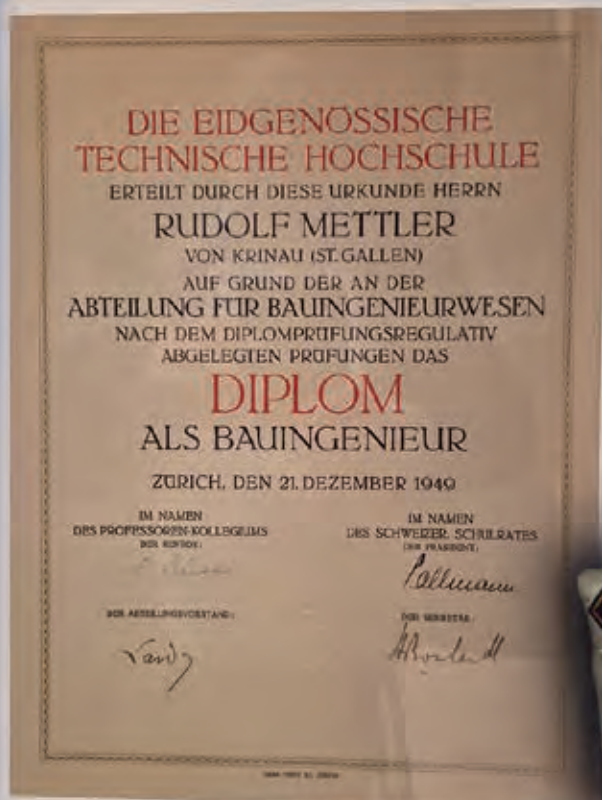 DIE EIDGENÖSSISCHE
TECHNISCHE HOCHSCHULE
ERTEILT DURCH DIESE URKUNDE HERRN
RUDOLF METTLER
VON KRINAU (ST. GALLEN)
AUF GRUND DER AN DER
ABTEILUNG FÜR BAUINGENIEURWESEN
NACH DEM DIPLOMPRÜFUNGSREGULATIV
ABGELEGTEN PRÜFUNGEN DAS
DIPLOM
ALS BAUINGENIEUR
ZÜRICH, DEN 21. DEZEMBER 1949
IM NAMEN
DES PROFESSOREN-KOLLEGIUMS
DER REKTOR:
IM NAMEN
DES SCHWEIZER. SCHULRATES
DER PRÄSIDENT:
Pallmann
DER ABTEILUNGSVORSTAND:
DER SEKRETÄR: